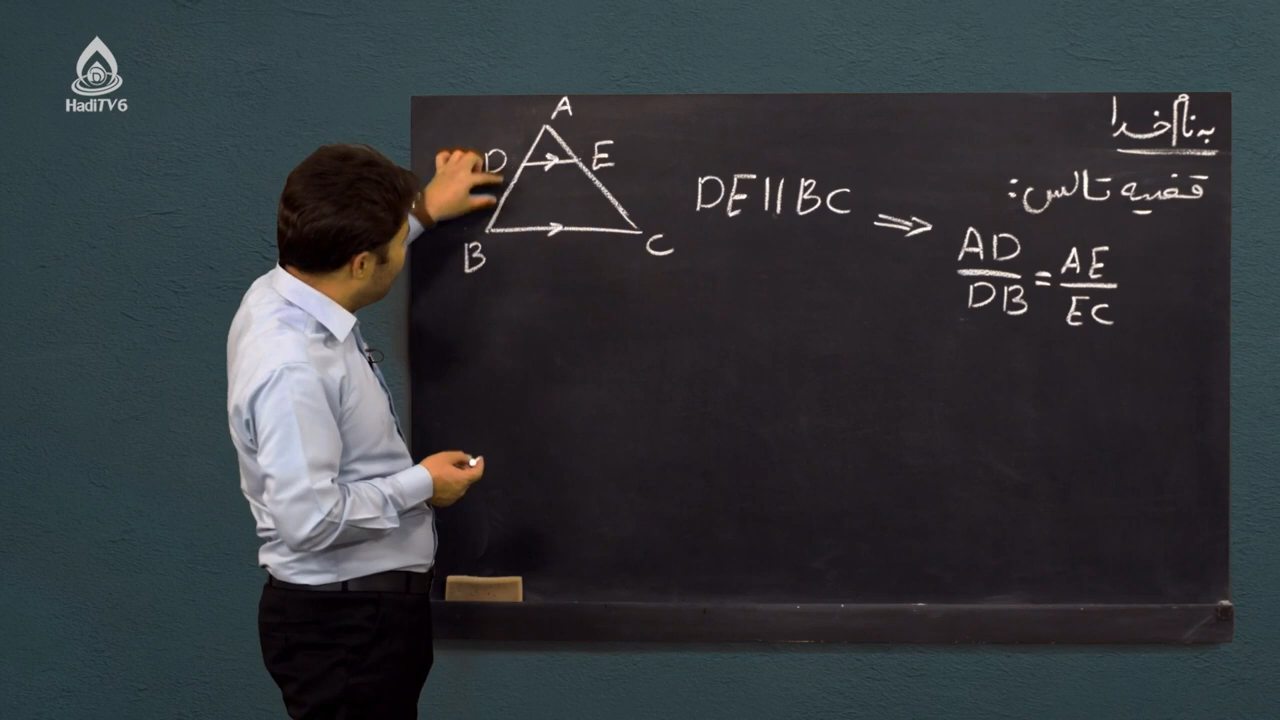 HadiTV6
به نام خدا
قضیه تالس:
A
D E
B C
DE || BC ⇒
AD/DB = AE/EC